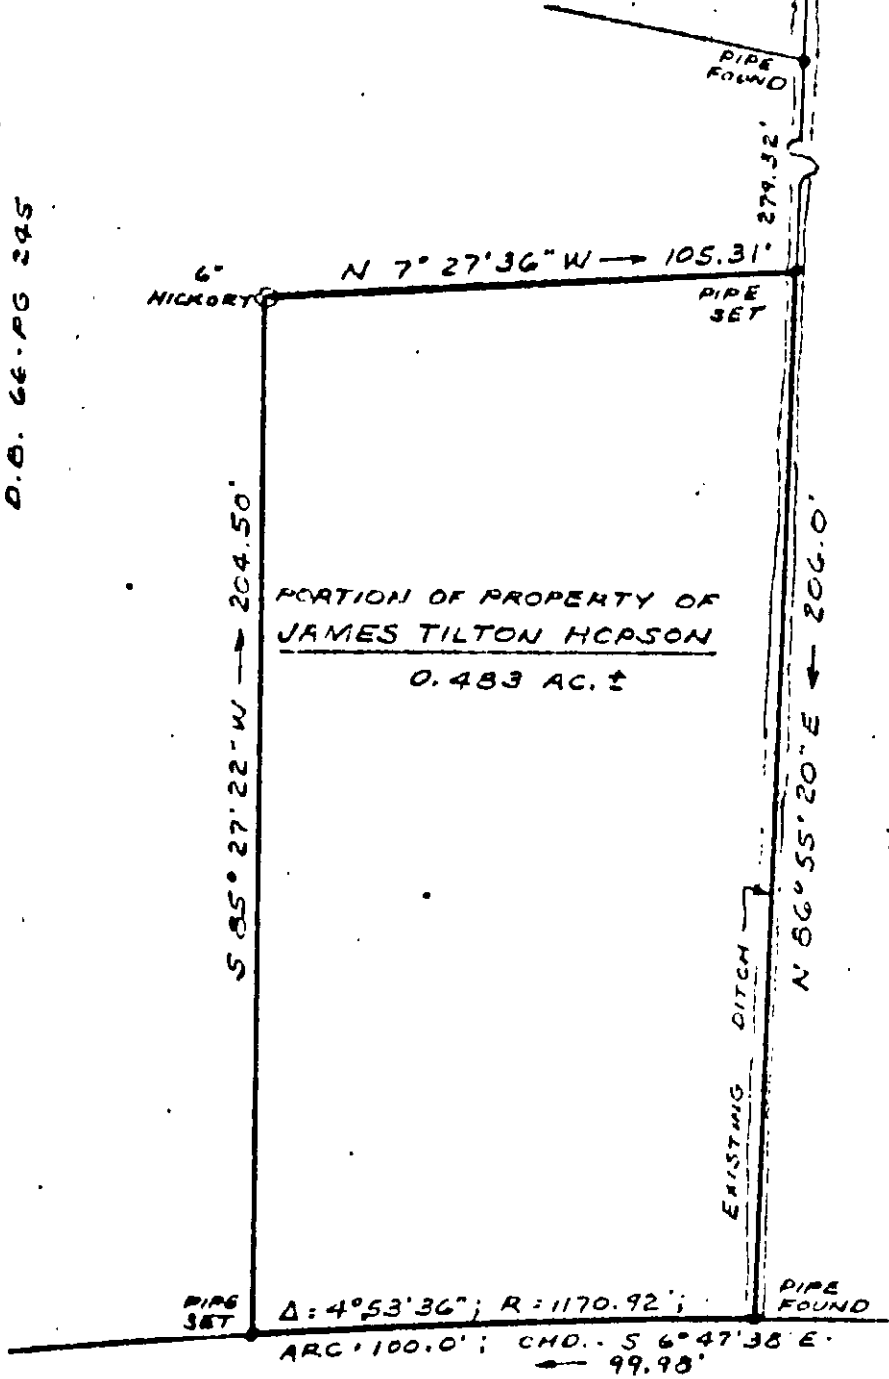 PIPE
FOUND
279.32'
D.B. 66-PG 245
6"
HICKORY
N 7° 27' 36" W → 105.31'
PIPE
SET
S 85° 27' 22" W → 204.50'
N 86° 55' 20" E ← 206.0'
PORTION OF PROPERTY OF
JAMES TILTON HOPSON
0.483 AC. ±
EXISTING DITCH
PIPE
SET
Δ: 4° 53' 36"; R: 1170.92';
PIPE
FOUND
ARC: 100.0'; CHD. - S 6° 47' 38" E -
← 99.98'